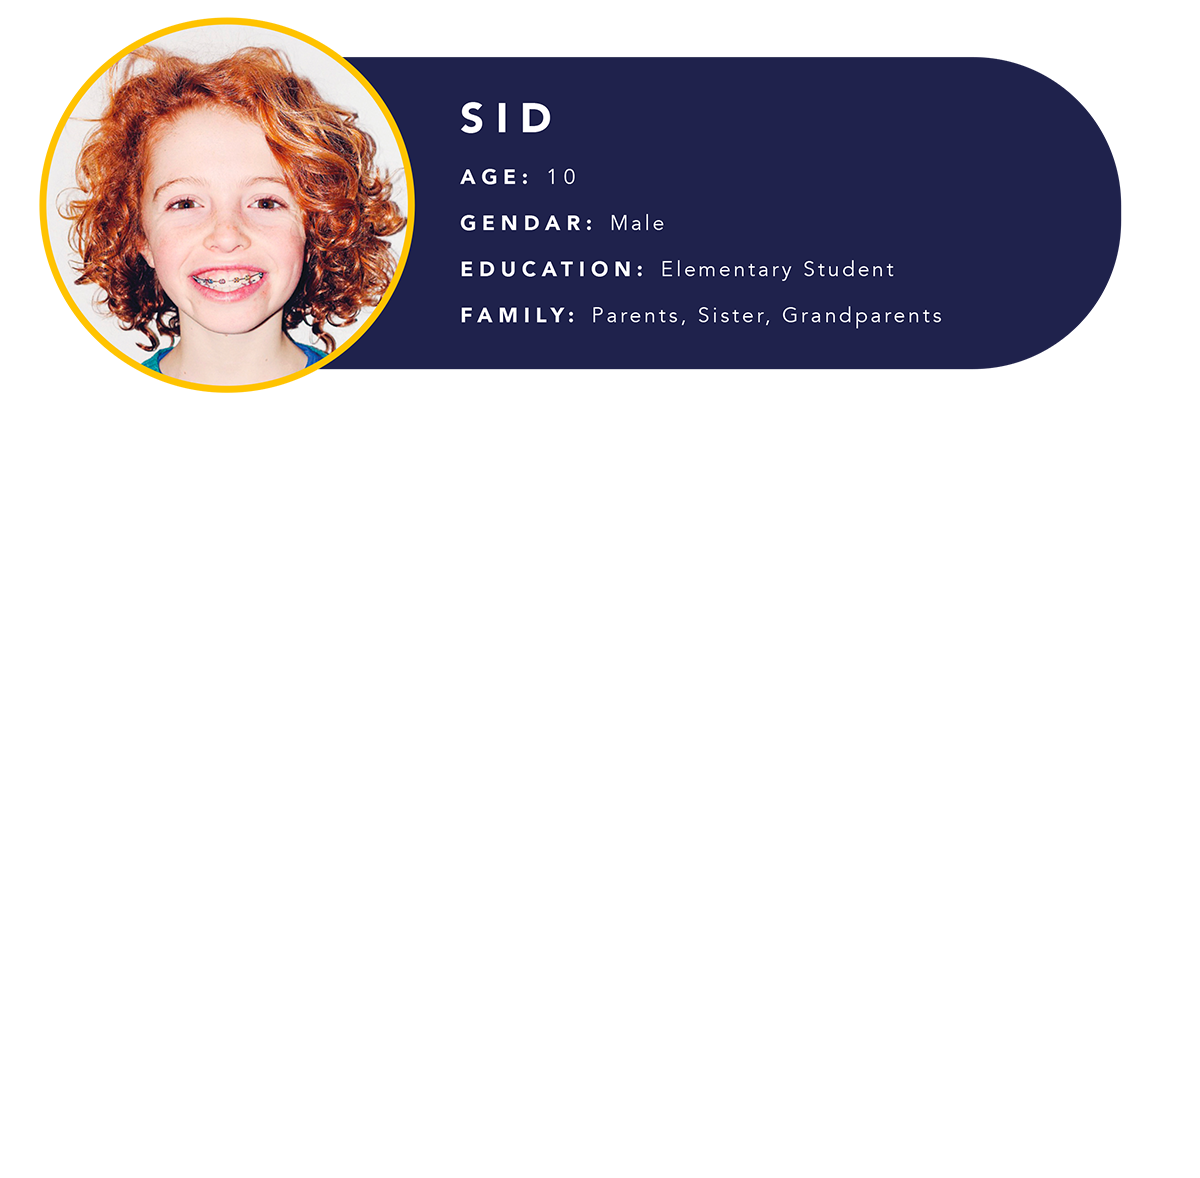 SID
AGE: 10
GENDAR: Male
EDUCATION: Elementary Student
FAMILY: Parents, Sister, Grandparents